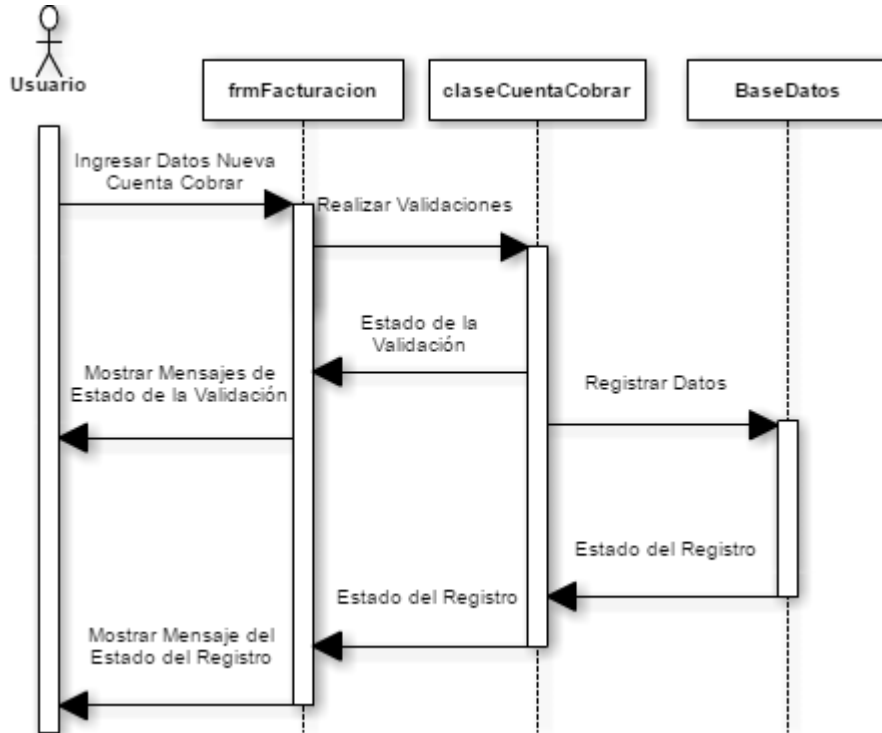 Usuario
frmFacturacion
claseCuentaCobrar
BaseDatos
Ingresar Datos Nueva
Cuenta Cobrar
Realizar Validaciones
Estado de la
Validación
Mostrar Mensajes de
Estado de la Validación
Registrar Datos
Estado del Registro
Estado del Registro
Mostrar Mensaje del
Estado del Registro